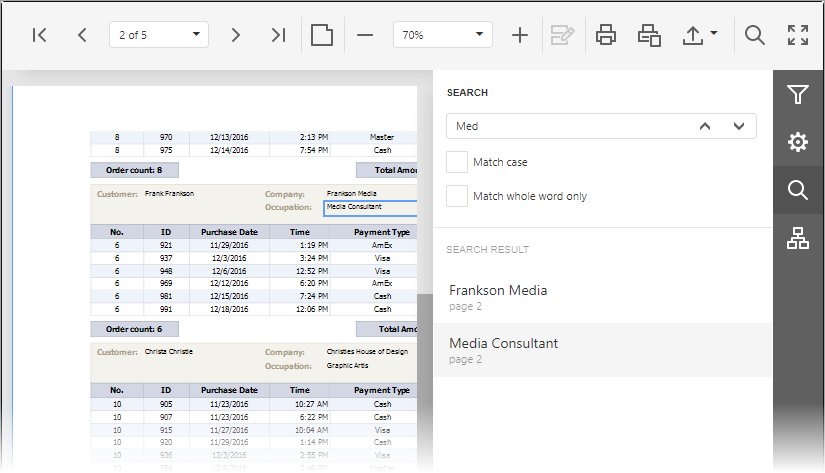 2 of 5 70%
8 970 12/13/2016 2:13 PM Master
8 975 12/14/2016 7:54 PM Cash
Order count: 8 Total Amou
Customer: Frank Frankson Company: Frankson Media
Occupation: Media Consultant
No. ID Purchase Date Time Payment Type
6 921 11/29/2016 1:19 PM AmEx
6 937 12/3/2016 3:24 PM Visa
6 948 12/6/2016 12:52 PM Visa
6 969 12/12/2016 6:20 PM AmEx
6 981 12/15/2016 7:24 PM Cash
6 991 12/18/2016 12:06 PM Cash
Order count: 6 Total Amo
Customer: Christa Christie Company: Christies House of Design
Occupation: Graphic Artis
No. ID Purchase Date Time Payment Type
10 905 11/23/2016 10:27 AM Cash
10 907 11/23/2016 6:22 PM Cash
10 915 11/27/2016 10:04 AM Visa
10 920 11/29/2016 1:14 PM Cash
10 936 12/3/2016 2:55 PM Visa
SEARCH
Med
Match case
Match whole word only
SEARCH RESULT
Frankson Media
page 2
Media Consultant
page 2